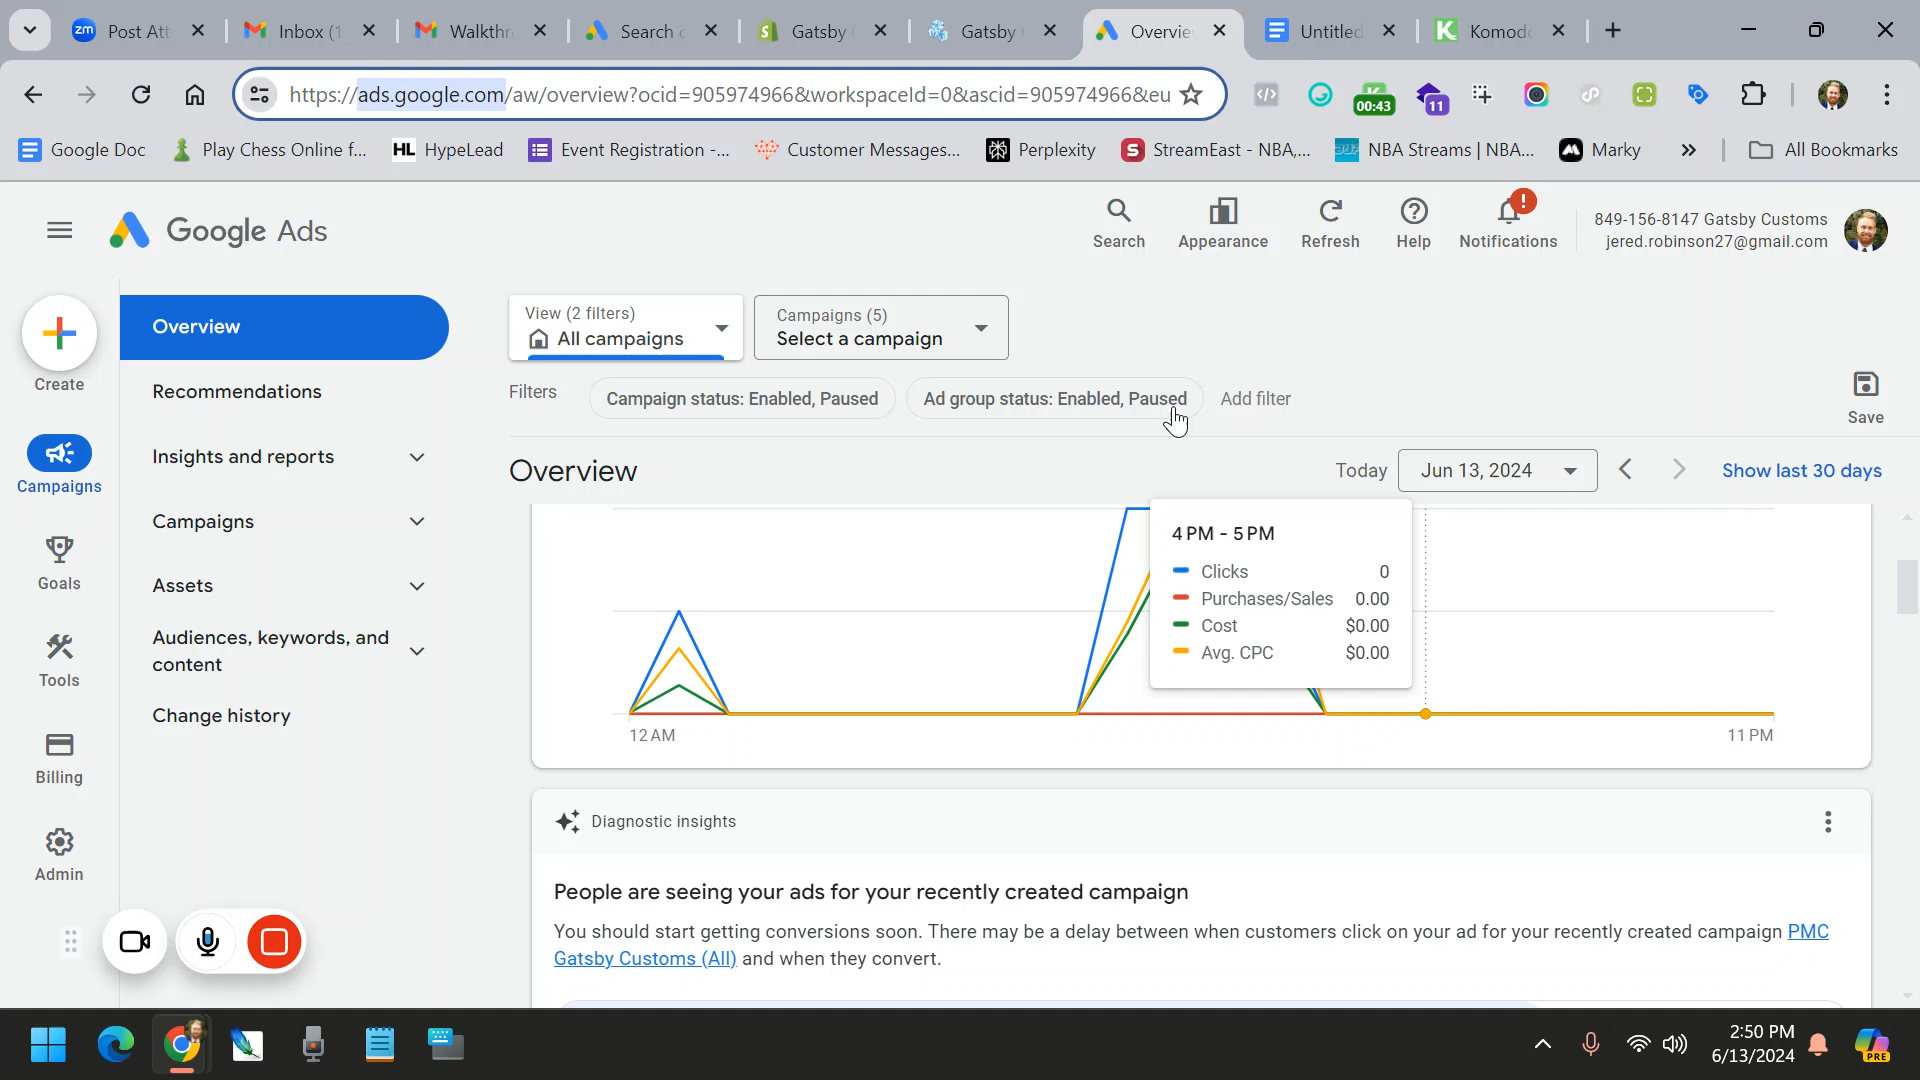 zm Post Att
Inbox (1
Walkthr
Search c
Gatsby
Gatsby
Overvie
Untitled
K Komod
https://ads.google.com/aw/overview?ocid=905974966&workspaceId=0&ascid=905974966&eu
00:43
11
Google Doc
Play Chess Online f...
HL HypeLead
Event Registration -...
Customer Messages...
Perplexity
S StreamEast - NBA,...
NBA Streams | NBA...
Marky
All Bookmarks
Google Ads
Search
Appearance
Refresh
Help
Notifications
849-156-8147 Gatsby Customs
jered.robinson27@gmail.com
Create
Campaigns
Goals
Tools
Billing
Admin
Overview
Recommendations
Insights and reports
Campaigns
Assets
Audiences, keywords, and
content
Change history
View (2 filters)
All campaigns
Campaigns (5)
Select a campaign
Filters
Campaign status: Enabled, Paused
Ad group status: Enabled, Paused
Add filter
Save
Overview
Today
Jun 13, 2024
Show last 30 days
4 PM - 5 PM
Clicks 0
Purchases/Sales 0.00
Cost $0.00
Avg. CPC $0.00
12 AM
11 PM
Diagnostic insights
People are seeing your ads for your recently created campaign
You should start getting conversions soon. There may be a delay between when customers click on your ad for your recently created campaign PMC
Gatsby Customs (All) and when they convert.
2:50 PM
6/13/2024
PRE